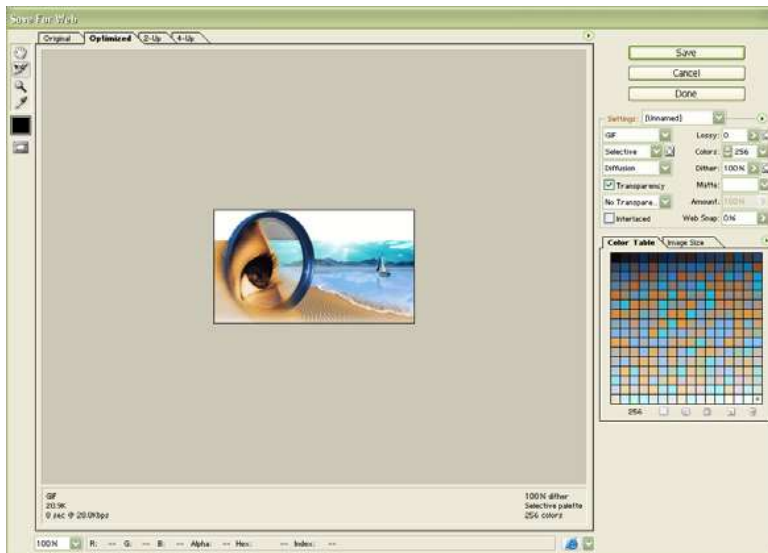 Save For Web
Original Optimized 2-Up 4-Up
Save
Cancel
Done
Settings: [Unnamed]
GIF Lossy: 0
Selective Colors: 256
Diffusion Dither: 100%
Transparency Matte:
No Transpare... Amount: 100%
Interlaced Web Snap: 0%
Color Table Image Size
256
GIF
20.9K
8 sec @ 28.8Kbps
100% dither
Selective palette
256 colors
100% R: -- G: -- B: -- Alpha: -- Hex: -- Index: --